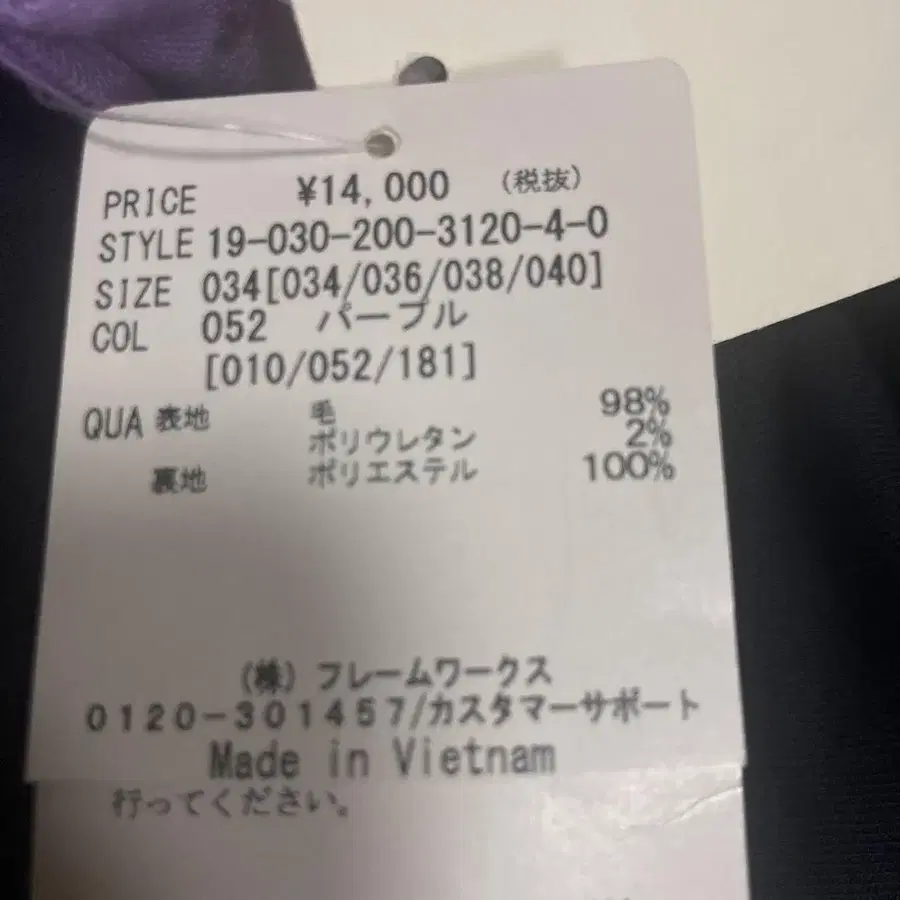 PRICE ¥14,000 (税抜)
STYLE 19-030-200-3120-4-0
SIZE 034[034/036/038/040]
COL 052 パープル
[010/052/181]
QUA 表地 毛 98%
ポリウレタン 2%
裏地 ポリエステル 100%
(株) フレームワークス
0120-301457/カスタマーサポート
Made in Vietnam
行ってください。